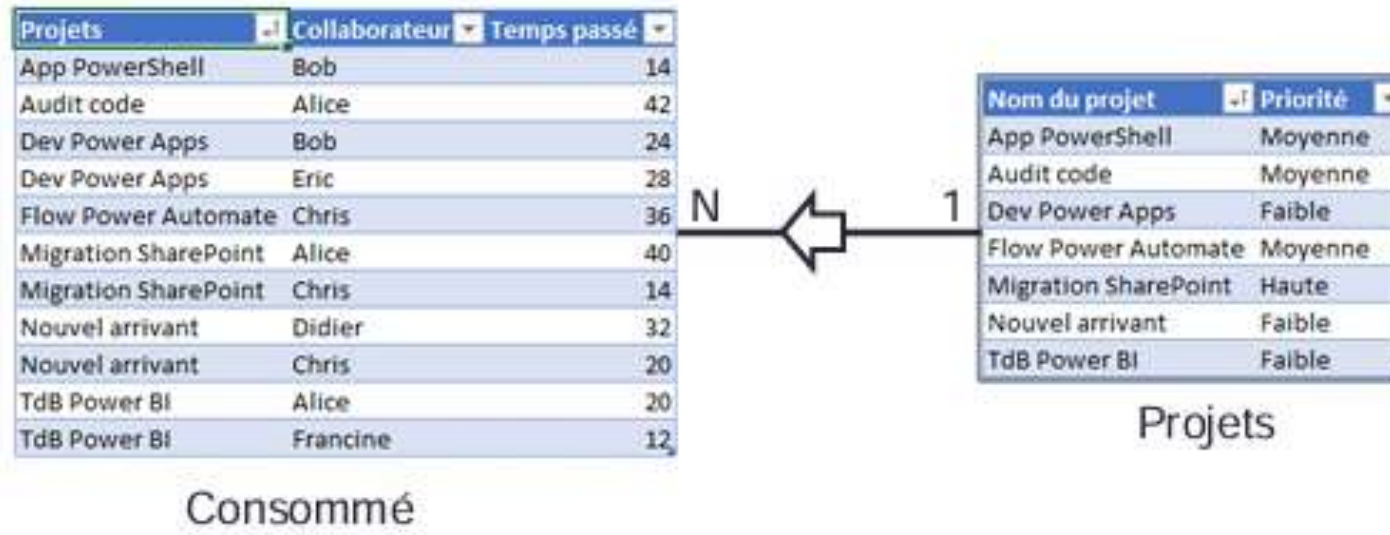 Projets Collaborateur Temps passé
App PowerShell Bob 14
Audit code Alice 42
Dev Power Apps Bob 24
Dev Power Apps Eric 28
Flow Power Automate Chris 36
Migration SharePoint Alice 40
Migration SharePoint Chris 14
Nouvel arrivant Didier 32
Nouvel arrivant Chris 20
TdB Power BI Alice 20
TdB Power BI Francine 12
Consommé
N 1
Nom du projet Priorité
App PowerShell Moyenne
Audit code Moyenne
Dev Power Apps Faible
Flow Power Automate Moyenne
Migration SharePoint Haute
Nouvel arrivant Faible
TdB Power BI Faible
Projets